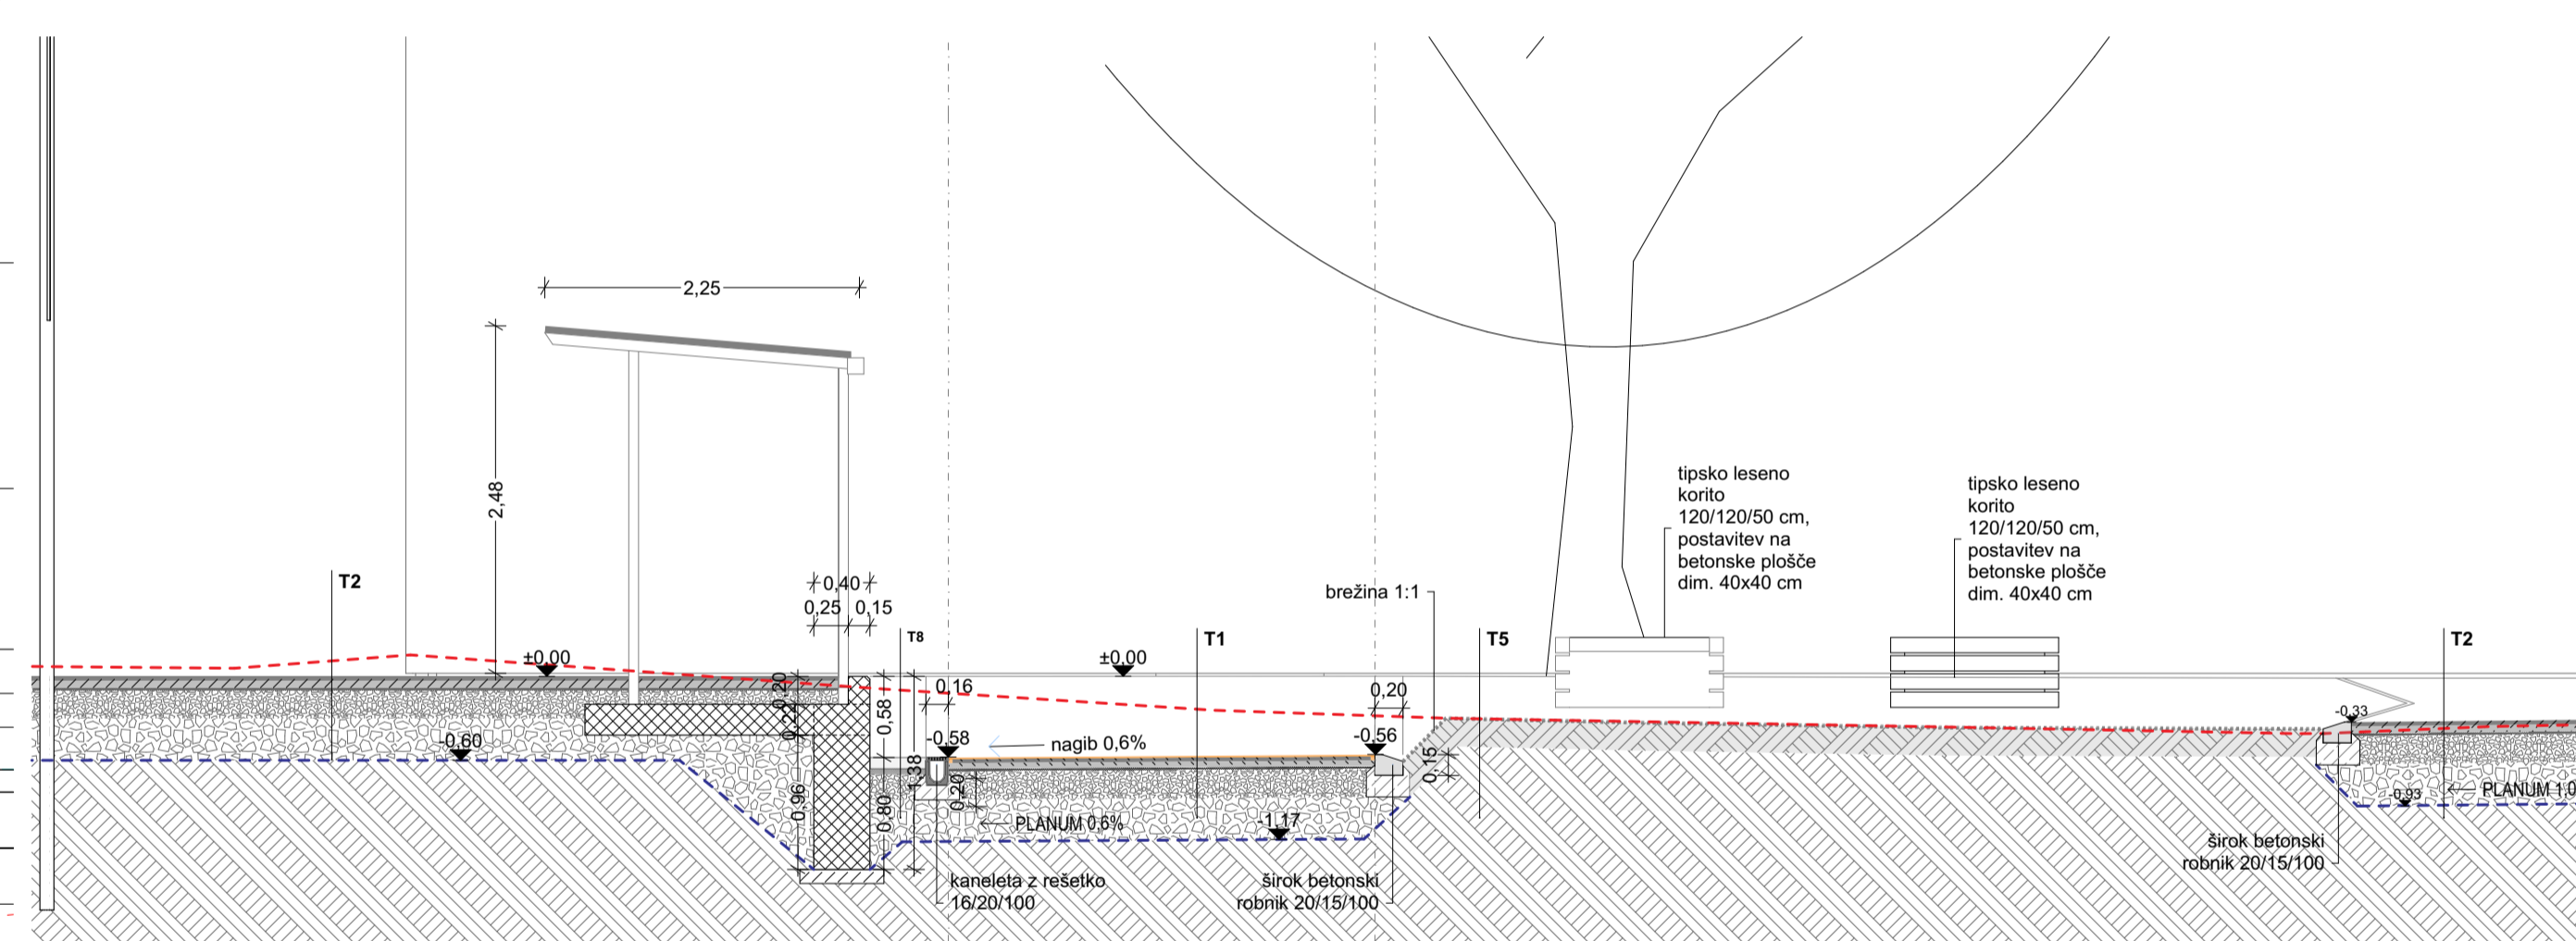 2,25
2,48
tipsko leseno
korito
120/120/50 cm,
postavitev na
betonske plošče
dim. 40x40 cm
tipsko leseno
korito
120/120/50 cm,
postavitev na
betonske plošče
dim. 40x40 cm
T2
0,40
0,25
0,15
brežina 1:1
T8
T1
T5
T2
±0,00
±0,00
0,20
0,16
0,20
0,22
0,58
-0,33
-0,60
-0,58
nagib 0,6%
-0,56
0,15
1,38
0,20
0,96
0,80
PLANUM 0,6%
-1,17
-0,93
PLANUM 1,0
širok betonski
robnik 20/15/100
kaneleta z rešetko
16/20/100
širok betonski
robnik 20/15/100